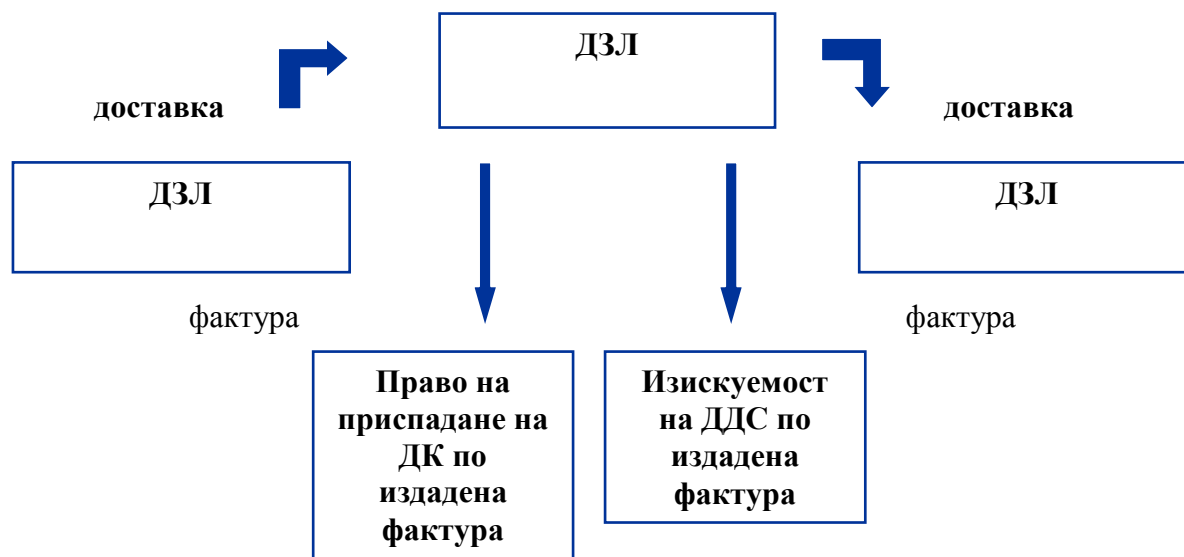 ДЗЛ
доставка
доставка
ДЗЛ
ДЗЛ
фактура
фактура
Право на
приспадане на
ДК по
издадена
фактура
Изискуемост
на ДДС по
издадена
фактура